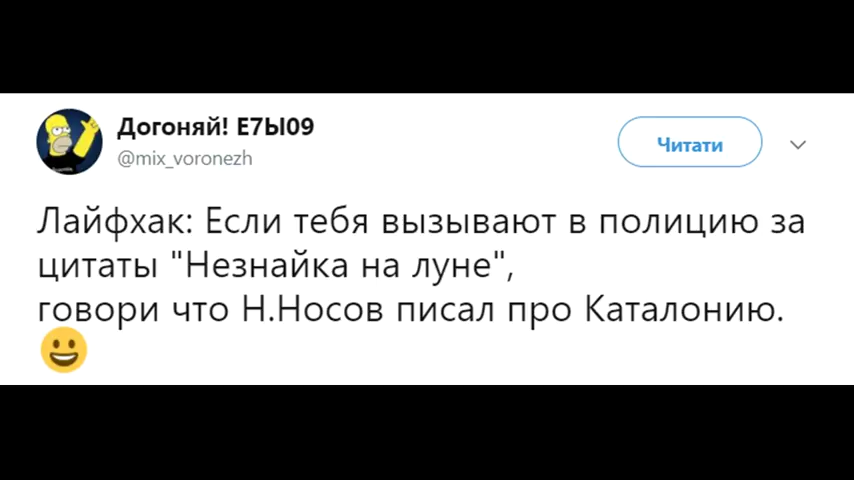 Догоняй! Е7Ы09
@mix_voronezh
Читати
Лайфхак: Если тебя вызывают в полицию за
цитаты "Незнайка на луне",
говори что Н.Носов писал про Каталонию.